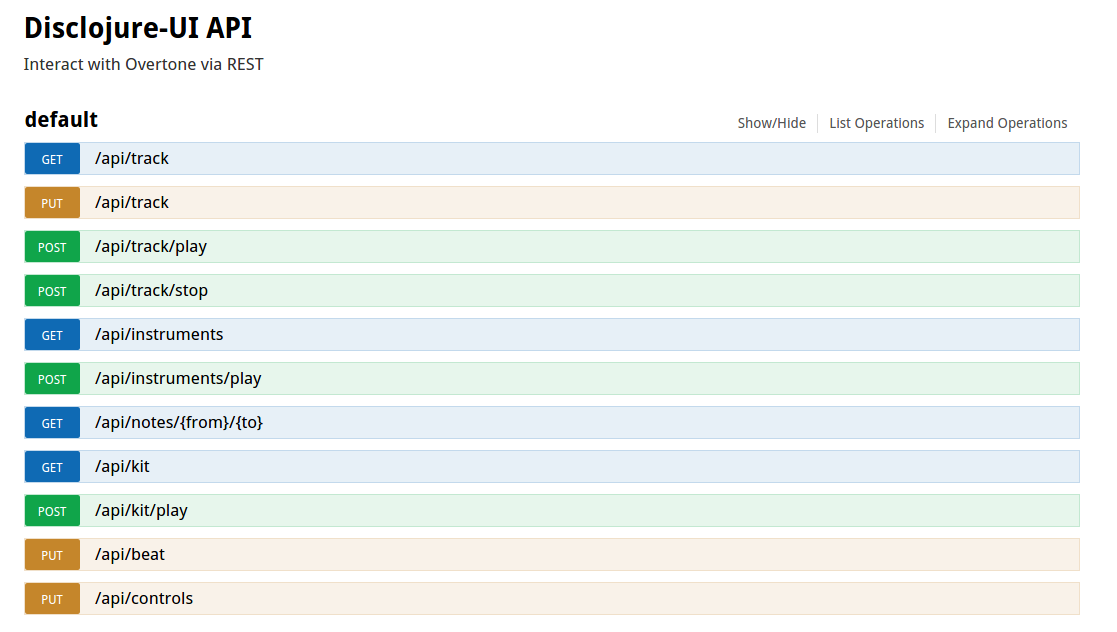 Disclojure-UI API
Interact with Overtone via REST
default Show/Hide List Operations Expand Operations
GET /api/track
PUT /api/track
POST /api/track/play
POST /api/track/stop
GET /api/instruments
POST /api/instruments/play
GET /api/notes/{from}/{to}
GET /api/kit
POST /api/kit/play
PUT /api/beat
PUT /api/controls